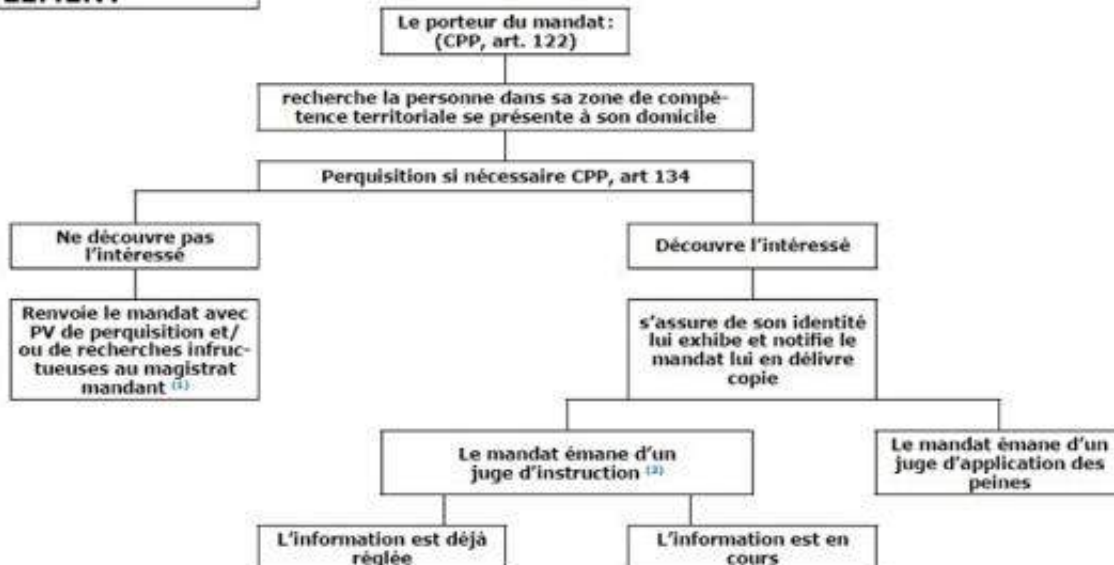 Le porteur du mandat:
(CPP, art. 122)
recherche la personne dans sa zone de compé-
tence territoriale se présente à son domicile
Perquisition si nécessaire CPP, art 134
Ne découvre pas
l'intéressé
Découvre l'intéressé
Renvoie le mandat avec
PV de perquisition et/
ou de recherches infruc-
tueuses au magistrat
mandant (1)
s'assure de son identité
lui exhibe et notifie le
mandat lui en délivre
copie
Le mandat émane d'un
juge d'instruction (2)
Le mandat émane d'un
juge d'application des
peines
L'information est déjà
réglée
L'information est en
cours